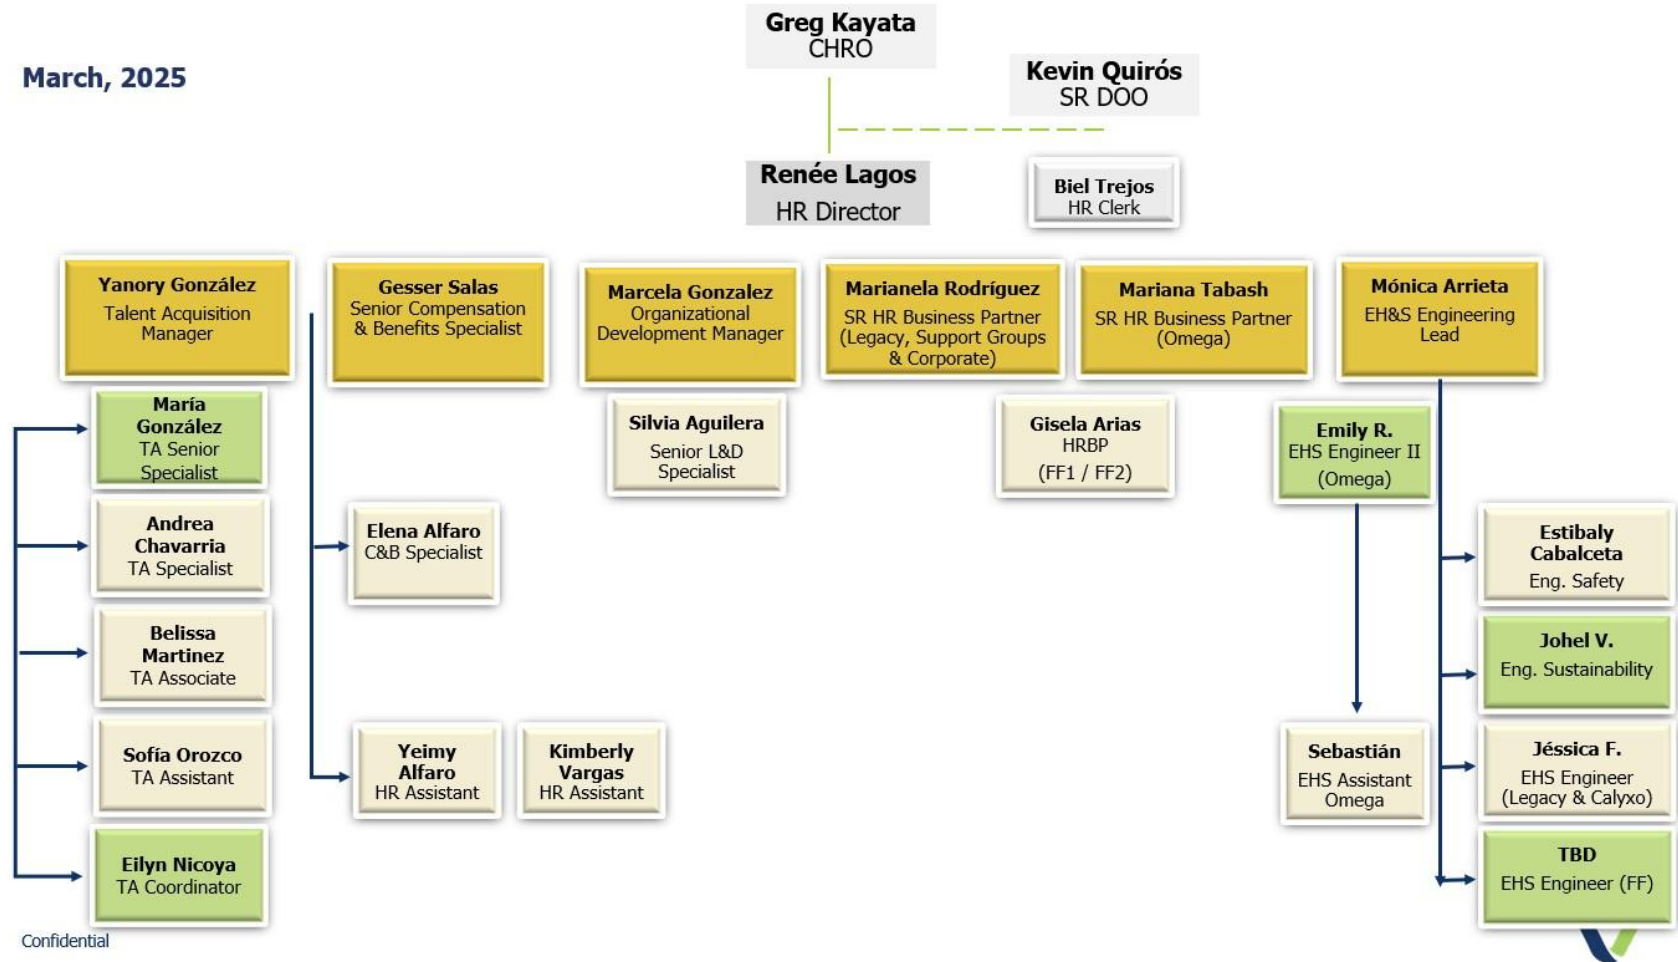 Greg Kayata
CHRO
March, 2025
Kevin Quirós
SR DOO
Renée Lagos
HR Director
Biel Trejos
HR Clerk
Yanory González
Talent Acquisition
Manager
Gesser Salas
Senior Compensation
& Benefits Specialist
Marcela Gonzalez
Organizational
Development Manager
Marianela Rodríguez
SR HR Business Partner
(Legacy, Support Groups
& Corporate)
Mariana Tabash
SR HR Business Partner
(Omega)
Mónica Arrieta
EH&S Engineering
Lead
María
González
TA Senior
Specialist
Silvia Aguilera
Senior L&D
Specialist
Gisela Arias
HRBP
(FF1 / FF2)
Emily R.
EHS Engineer II
(Omega)
Andrea
Chavarria
TA Specialist
Elena Alfaro
C&B Specialist
Estibaly
Cabalceta
Eng. Safety
Belissa
Martinez
TA Associate
Johel V.
Eng. Sustainability
Sofía Orozco
TA Assistant
Yeimy
Alfaro
HR Assistant
Kimberly
Vargas
HR Assistant
Sebastián
EHS Assistant
Omega
Jéssica F.
EHS Engineer
(Legacy & Calyxo)
Eilyn Nicoya
TA Coordinator
TBD
EHS Engineer (FF)
Confidential